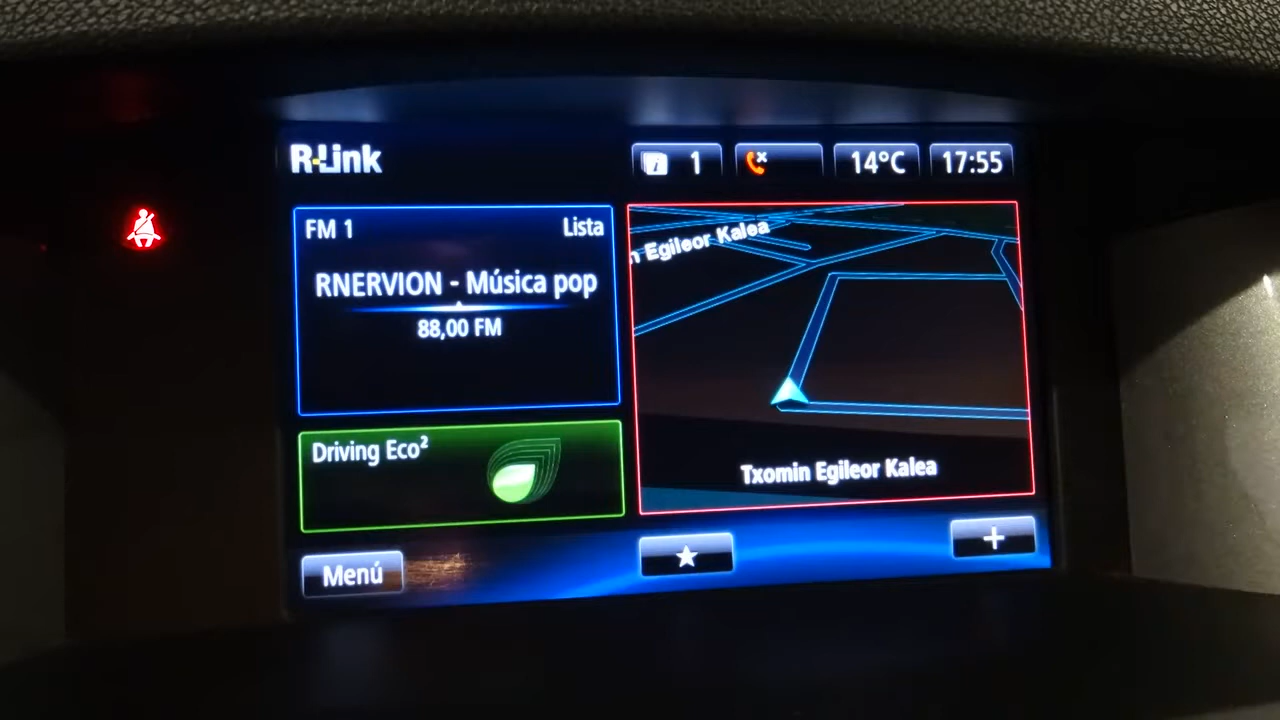 R-Link
1
14°C
17:55
FM 1
Lista
RNERVION - Música pop
88,00 FM
n Egileor Kalea
Txomin Egileor Kalea
Driving Eco²
Menú